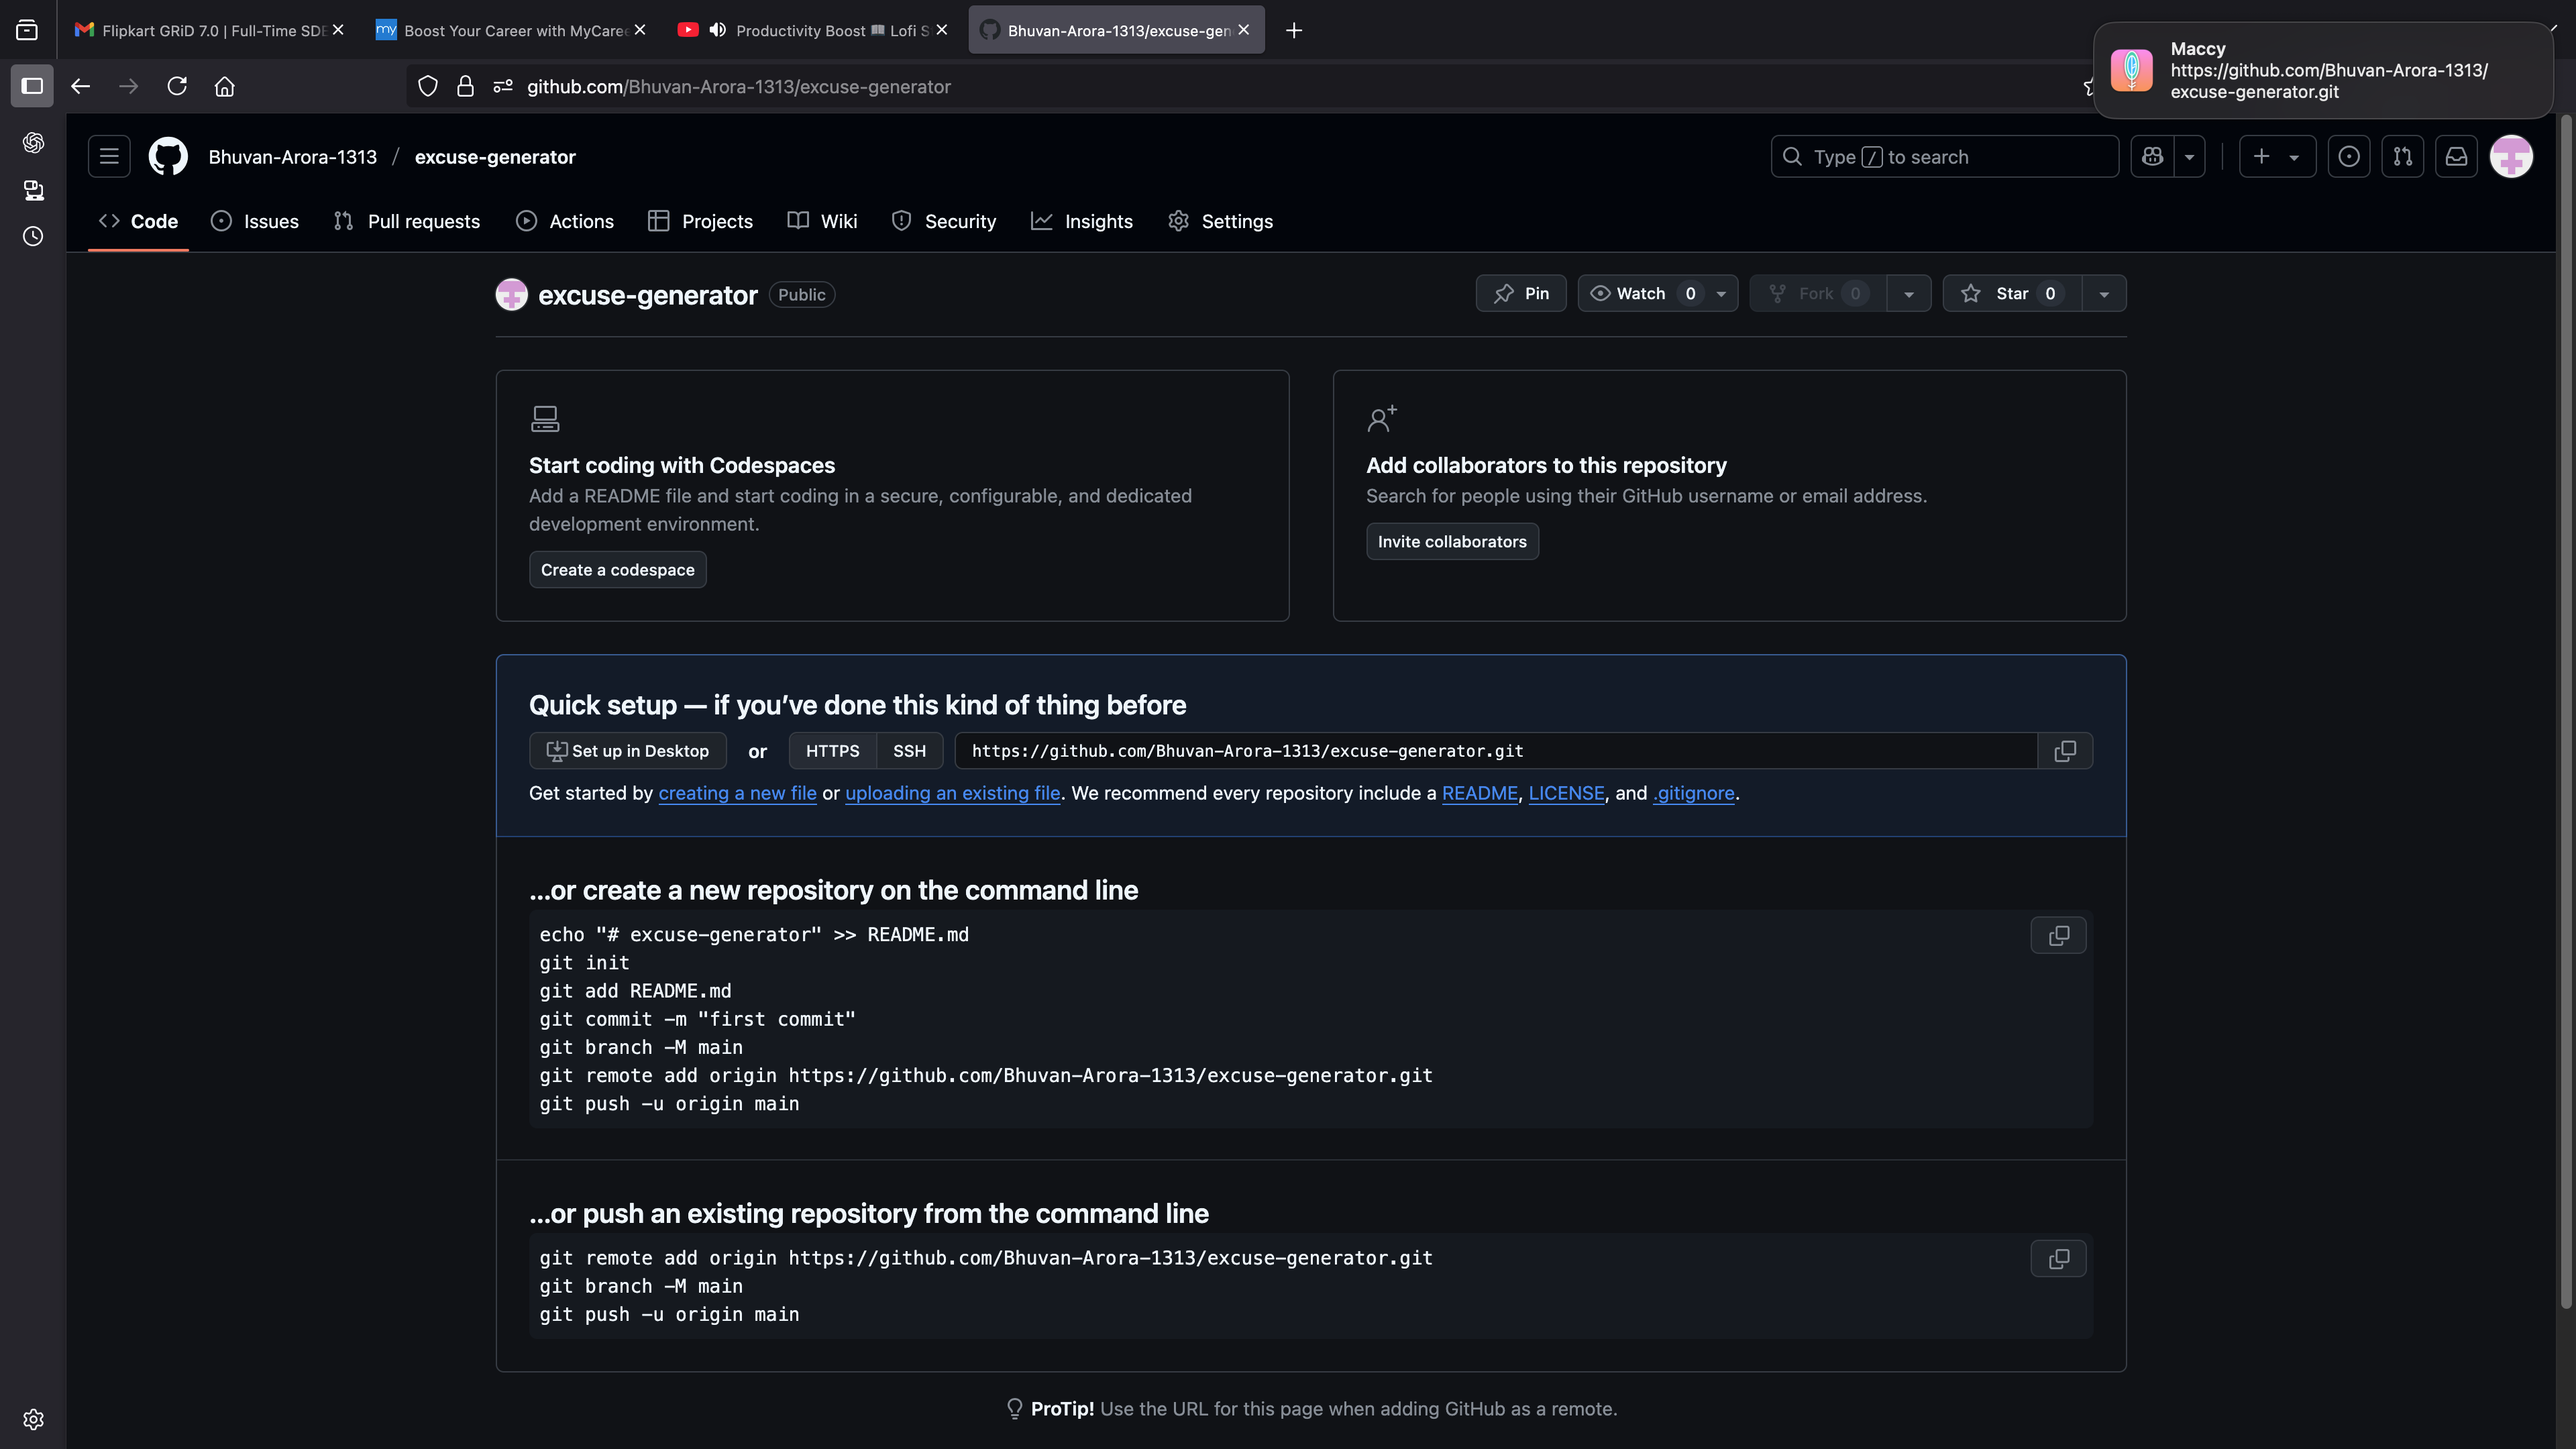 Flipkart GRiD 7.0 | Full-Time SDE
my Boost Your Career with MyCaree
Productivity Boost 📖 Lofi S
Bhuvan-Arora-1313/excuse-gen
Maccy
https://github.com/Bhuvan-Arora-1313/
excuse-generator.git
github.com/Bhuvan-Arora-1313/excuse-generator
Bhuvan-Arora-1313 / excuse-generator
Type / to search
Code
Issues
Pull requests
Actions
Projects
Wiki
Security
Insights
Settings
excuse-generator
Public
Pin
Watch 0
Fork 0
Star 0
Start coding with Codespaces
Add a README file and start coding in a secure, configurable, and dedicated
development environment.
Create a codespace
Add collaborators to this repository
Search for people using their GitHub username or email address.
Invite collaborators
Quick setup — if you’ve done this kind of thing before
Set up in Desktop or HTTPS SSH https://github.com/Bhuvan-Arora-1313/excuse-generator.git
Get started by creating a new file or uploading an existing file. We recommend every repository include a README, LICENSE, and .gitignore.
…or create a new repository on the command line
echo "# excuse-generator" >> README.md
git init
git add README.md
git commit -m "first commit"
git branch -M main
git remote add origin https://github.com/Bhuvan-Arora-1313/excuse-generator.git
git push -u origin main
…or push an existing repository from the command line
git remote add origin https://github.com/Bhuvan-Arora-1313/excuse-generator.git
git branch -M main
git push -u origin main
ProTip! Use the URL for this page when adding GitHub as a remote.